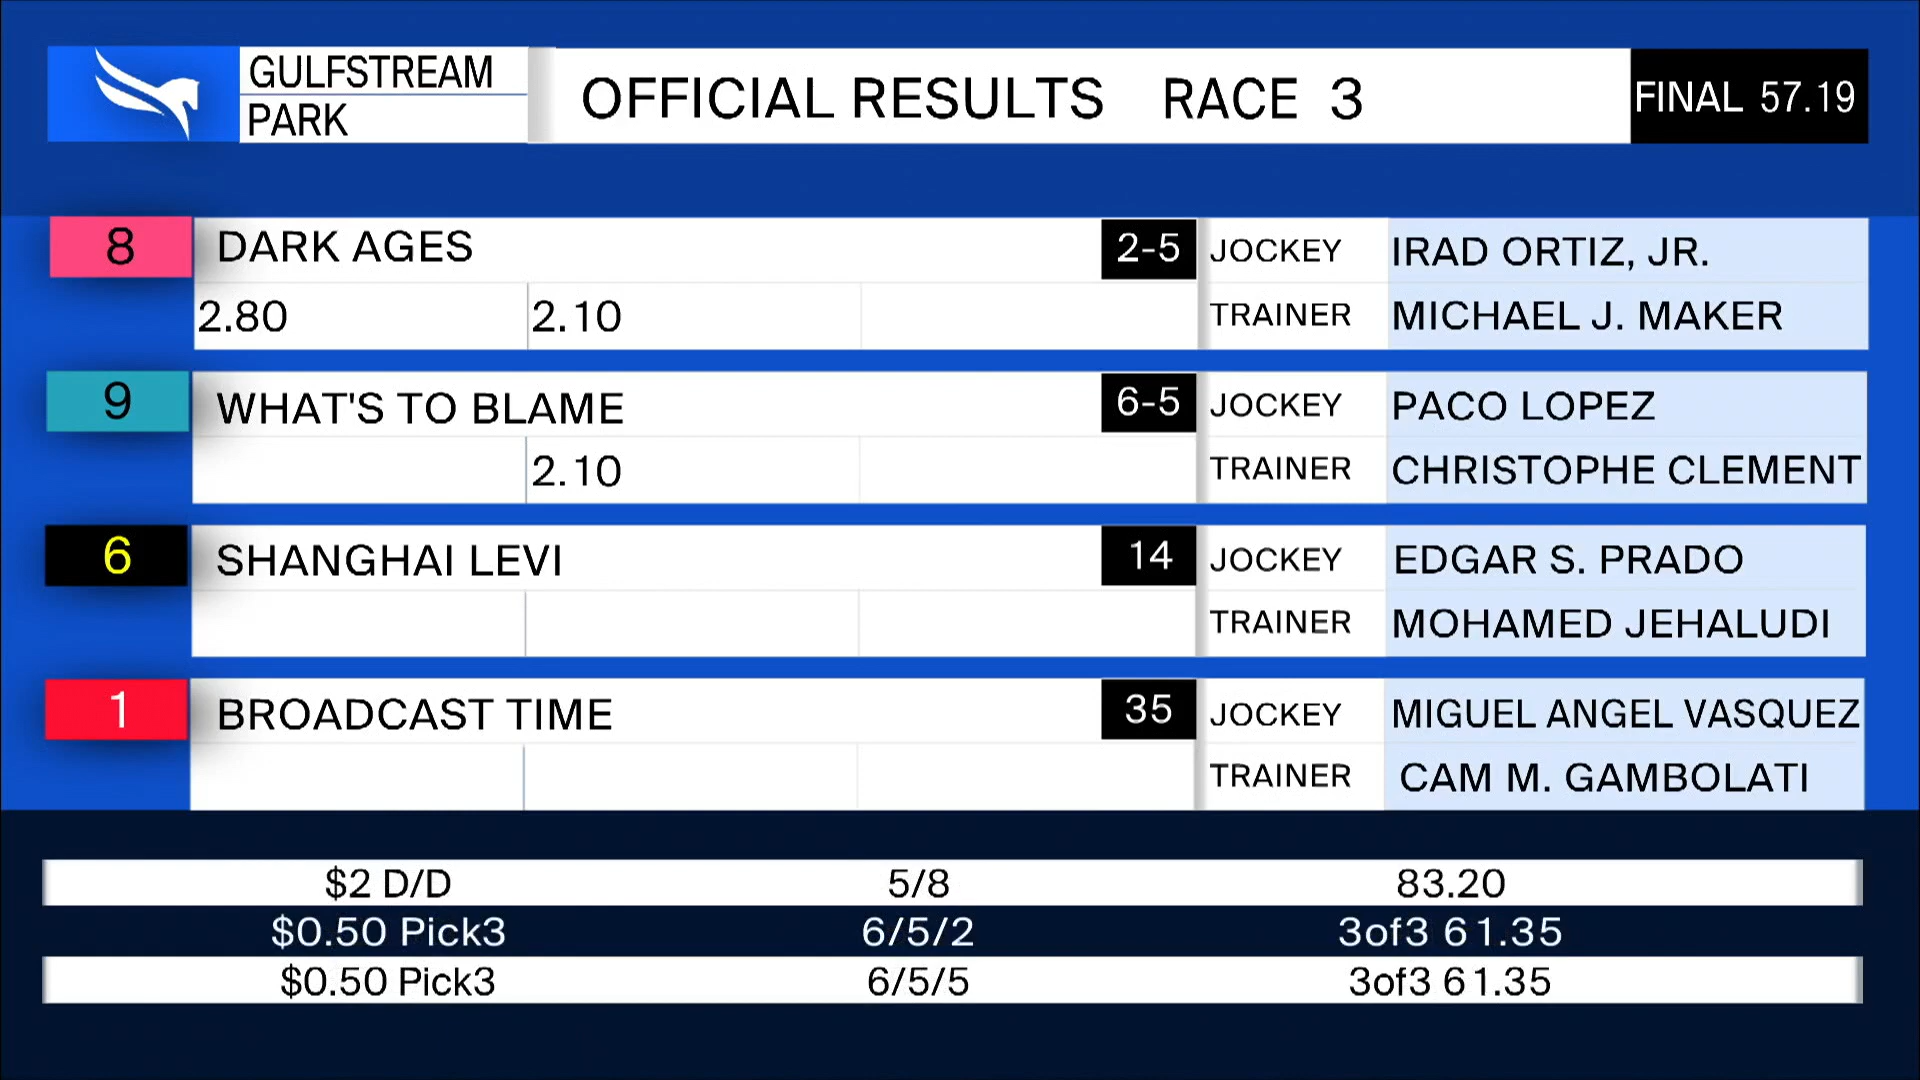 GULFSTREAM
PARK
OFFICIAL RESULTS RACE 3
FINAL 57.19
8 DARK AGES 2-5 JOCKEY IRAD ORTIZ, JR.
2.80 2.10 TRAINER MICHAEL J. MAKER
9 WHAT'S TO BLAME 6-5 JOCKEY PACO LOPEZ
2.10 TRAINER CHRISTOPHE CLEMENT
6 SHANGHAI LEVI 14 JOCKEY EDGAR S. PRADO
TRAINER MOHAMED JEHALUDI
1 BROADCAST TIME 35 JOCKEY MIGUEL ANGEL VASQUEZ
TRAINER CAM M. GAMBOLATI
$2 D/D 5/8 83.20
$0.50 Pick3 6/5/2 3of3 61.35
$0.50 Pick3 6/5/5 3of3 61.35